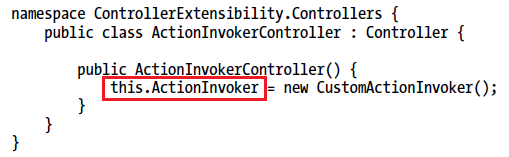 namespace ControllerExtensibility.Controllers {
    public class ActionInvokerController : Controller {

        public ActionInvokerController() {
            this.ActionInvoker = new CustomActionInvoker();
        }
    }
}